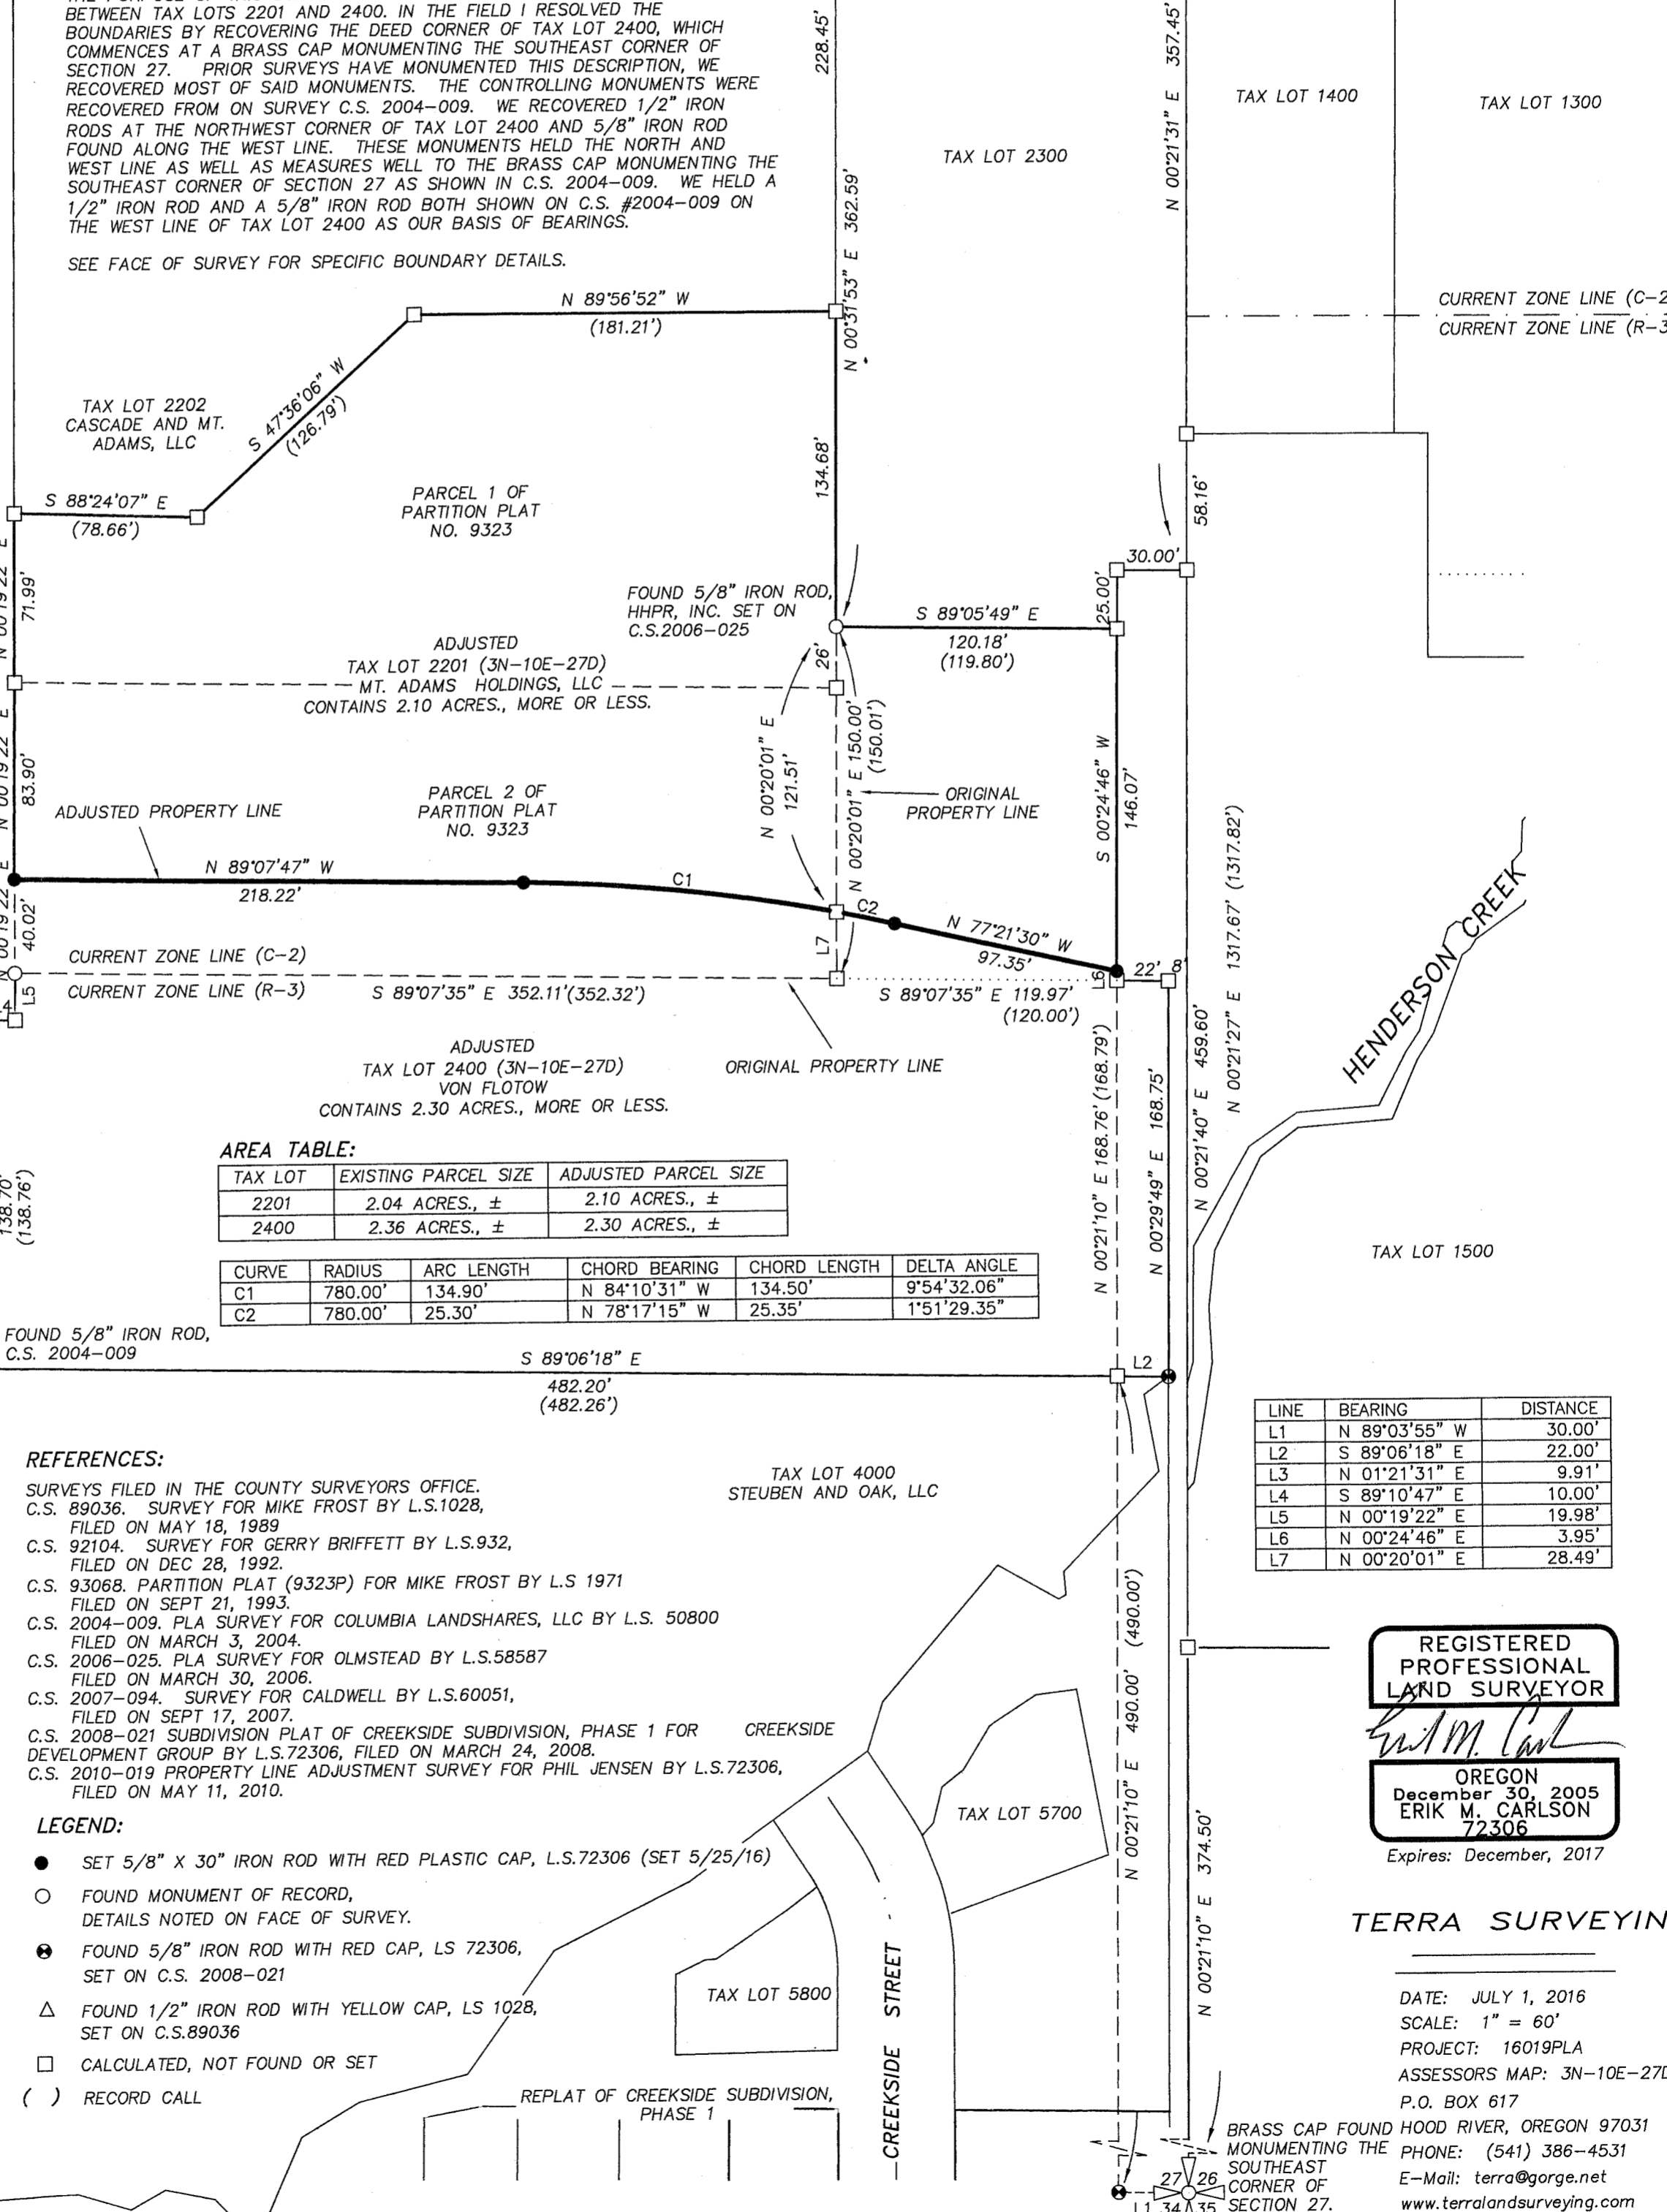 BETWEEN TAX LOTS 2201 AND 2400. IN THE FIELD I RESOLVED THE
BOUNDARIES BY RECOVERING THE DEED CORNER OF TAX LOT 2400, WHICH
COMMENCES AT A BRASS CAP MONUMENTING THE SOUTHEAST CORNER OF
SECTION 27. PRIOR SURVEYS HAVE MONUMENTED THIS DESCRIPTION, WE
RECOVERED MOST OF SAID MONUMENTS. THE CONTROLLING MONUMENTS WERE
RECOVERED FROM ON SURVEY C.S. 2004-009. WE RECOVERED 1/2" IRON
RODS AT THE NORTHWEST CORNER OF TAX LOT 2400 AND 5/8" IRON ROD
FOUND ALONG THE WEST LINE. THESE MONUMENTS HELD THE NORTH AND
WEST LINE AS WELL AS MEASURES WELL TO THE BRASS CAP MONUMENTING THE
SOUTHEAST CORNER OF SECTION 27 AS SHOWN IN C.S. 2004-009. WE HELD A
1/2" IRON ROD AND A 5/8" IRON ROD BOTH SHOWN ON C.S. #2004-009 ON
THE WEST LINE OF TAX LOT 2400 AS OUR BASIS OF BEARINGS.
SEE FACE OF SURVEY FOR SPECIFIC BOUNDARY DETAILS.
228.45'
N 00°31'53" E 362.59'
N 00°21'31" E 357.45'
TAX LOT 2300
TAX LOT 1400
TAX LOT 1300
CURRENT ZONE LINE (C-2
CURRENT ZONE LINE (R-3
N 89°56'52" W
(181.21')
S 47°36'06" W
(126.79')
TAX LOT 2202
CASCADE AND MT.
ADAMS, LLC
S 88°24'07" E
(78.66')
PARCEL 1 OF
PARTITION PLAT
NO. 9323
134.68'
58.16'
30.00'
25.00'
N 00°19'22" E
71.99'
FOUND 5/8" IRON ROD,
HHPR, INC. SET ON
C.S.2006-025
S 89°05'49" E
120.18'
(119.80')
26'
ADJUSTED
TAX LOT 2201 (3N-10E-27D)
MT. ADAMS HOLDINGS, LLC
CONTAINS 2.10 ACRES., MORE OR LESS.
N 00°19'22" E
83.90'
N 00°20'01" E
121.51'
N 00°20'01" E 150.00'
(150.01')
ORIGINAL
PROPERTY LINE
S 00°24'46" W
146.07'
ADJUSTED PROPERTY LINE
PARCEL 2 OF
PARTITION PLAT
NO. 9323
N 89°07'47" W
218.22'
C1
C2
N 77°21'30" W
97.35'
L7
L6
22'
8'
N 00°19'22" E
40.02'
L5
CURRENT ZONE LINE (C-2)
CURRENT ZONE LINE (R-3)
S 89°07'35" E 352.11'(352.32')
S 89°07'35" E 119.97'
(120.00')
N 00°21'27" E 1317.67' (1317.82')
HENDERSON CREEK
ADJUSTED
TAX LOT 2400 (3N-10E-27D)
VON FLOTOW
CONTAINS 2.30 ACRES., MORE OR LESS.
ORIGINAL PROPERTY LINE
N 00°21'10" E 168.76' (168.79')
N 00°29'49" E 168.75'
N 00°21'40" E 459.60'
138.70'
(138.76')
AREA TABLE:
TAX LOT EXISTING PARCEL SIZE ADJUSTED PARCEL SIZE
2201 2.04 ACRES., ± 2.10 ACRES., ±
2400 2.36 ACRES., ± 2.30 ACRES., ±
CURVE RADIUS ARC LENGTH CHORD BEARING CHORD LENGTH DELTA ANGLE
C1 780.00' 134.90' N 84°10'31" W 134.50' 9°54'32.06"
C2 780.00' 25.30' N 78°17'15" W 25.35' 1°51'29.35"
TAX LOT 1500
FOUND 5/8" IRON ROD,
C.S. 2004-009
S 89°06'18" E
482.20'
(482.26')
L2
LINE BEARING DISTANCE
L1 N 89°03'55" W 30.00'
L2 S 89°06'18" E 22.00'
L3 N 01°21'31" E 9.91'
L4 S 89°10'47" E 10.00'
L5 N 00°19'22" E 19.98'
L6 N 00°24'46" E 3.95'
L7 N 00°20'01" E 28.49'
REFERENCES:
SURVEYS FILED IN THE COUNTY SURVEYORS OFFICE.
C.S. 89036. SURVEY FOR MIKE FROST BY L.S.1028,
FILED ON MAY 18, 1989
C.S. 92104. SURVEY FOR GERRY BRIFFETT BY L.S.932,
FILED ON DEC 28, 1992.
C.S. 93068. PARTITION PLAT (9323P) FOR MIKE FROST BY L.S 1971
FILED ON SEPT 21, 1993.
C.S. 2004-009. PLA SURVEY FOR COLUMBIA LANDSHARES, LLC BY L.S. 50800
FILED ON MARCH 3, 2004.
C.S. 2006-025. PLA SURVEY FOR OLMSTEAD BY L.S.58587
FILED ON MARCH 30, 2006.
C.S. 2007-094. SURVEY FOR CALDWELL BY L.S.60051,
FILED ON SEPT 17, 2007.
C.S. 2008-021 SUBDIVISION PLAT OF CREEKSIDE SUBDIVISION, PHASE 1 FOR CREEKSIDE
DEVELOPMENT GROUP BY L.S.72306, FILED ON MARCH 24, 2008.
C.S. 2010-019 PROPERTY LINE ADJUSTMENT SURVEY FOR PHIL JENSEN BY L.S.72306,
FILED ON MAY 11, 2010.
TAX LOT 4000
STEUBEN AND OAK, LLC
N 00°21'10" E 490.00' (490.00')
N 00°21'10" E 374.50'
TAX LOT 5700
TAX LOT 5800
CREEKSIDE STREET
LEGEND:
SET 5/8" X 30" IRON ROD WITH RED PLASTIC CAP, L.S.72306 (SET 5/25/16)
FOUND MONUMENT OF RECORD,
DETAILS NOTED ON FACE OF SURVEY.
FOUND 5/8" IRON ROD WITH RED CAP, LS 72306,
SET ON C.S. 2008-021
FOUND 1/2" IRON ROD WITH YELLOW CAP, LS 1028,
SET ON C.S.89036
CALCULATED, NOT FOUND OR SET
( ) RECORD CALL
REPLAT OF CREEKSIDE SUBDIVISION,
PHASE 1
REGISTERED
PROFESSIONAL
LAND SURVEYOR
Erik M. Carl
OREGON
December 30, 2005
ERIK M. CARLSON
72306
Expires: December, 2017
TERRA SURVEYIN
DATE: JULY 1, 2016
SCALE: 1" = 60'
PROJECT: 16019PLA
ASSESSORS MAP: 3N-10E-27D
P.O. BOX 617
HOOD RIVER, OREGON 97031
PHONE: (541) 386-4531
E-Mail: terra@gorge.net
www.terralandsurveying.com
BRASS CAP FOUND
MONUMENTING THE
SOUTHEAST
CORNER OF
SECTION 27.
27 26
L1 34 35